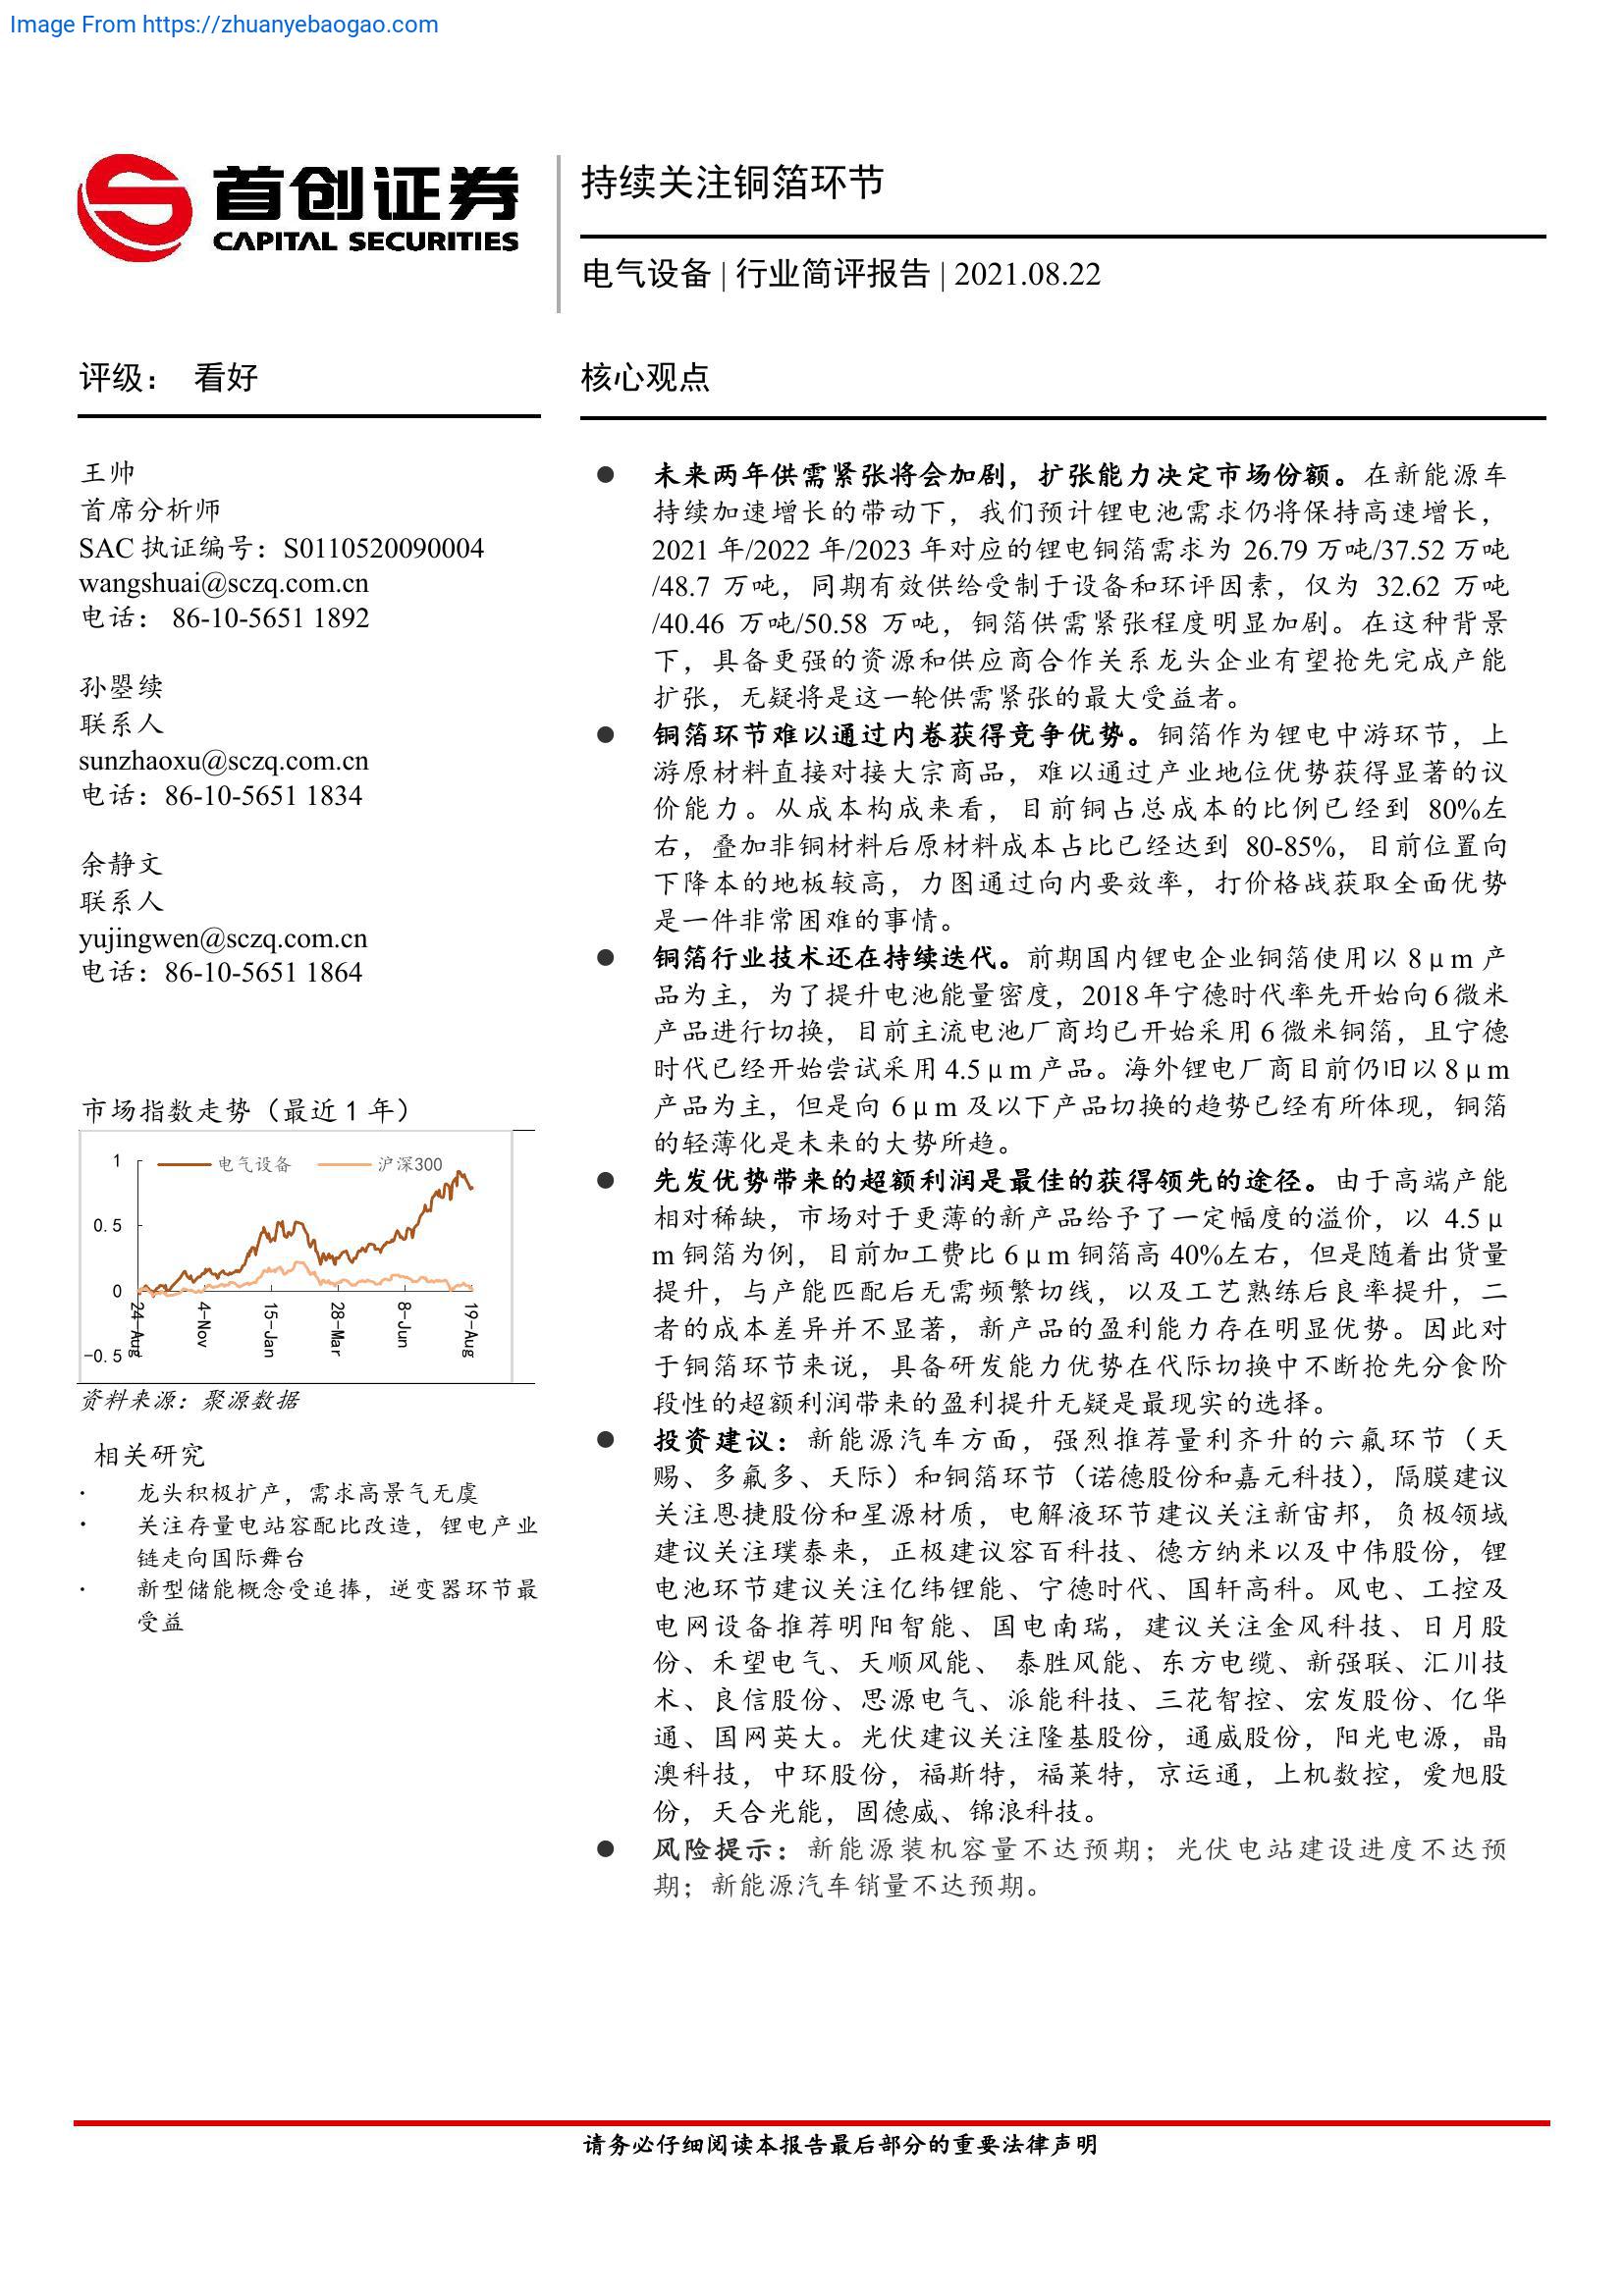 Image From https://zhuanyebaogao.com
首创证券
CAPITAL SECURITIES
持续关注铜箔环节
电气设备 | 行业简评报告 | 2021.08.22
评级： 看好
王帅
首席分析师
SAC 执证编号：S0110520090004
wangshuai@sczq.com.cn
电话： 86-10-5651 1892
孙曌续
联系人
sunzhaoxu@sczq.com.cn
电话：86-10-5651 1834
余静文
联系人
yujingwen@sczq.com.cn
电话：86-10-5651 1864
市场指数走势（最近 1 年）
电气设备 沪深300
1
0.5
0
-0.5
24-Aug
4-Nov
15-Jan
28-Mar
8-Jun
19-Aug
资料来源：聚源数据
相关研究
· 龙头积极扩产，需求高景气无虞
· 关注存量电站容配比改造，锂电产业
链走向国际舞台
· 新型储能概念受追捧，逆变器环节最
受益
核心观点
● 未来两年供需紧张将会加剧，扩张能力决定市场份额。在新能源车
持续加速增长的带动下，我们预计锂电池需求仍将保持高速增长，
2021 年/2022 年/2023 年对应的锂电铜箔需求为 26.79 万吨/37.52 万吨
/48.7 万吨，同期有效供给受制于设备和环评因素，仅为 32.62 万吨
/40.46 万吨/50.58 万吨，铜箔供需紧张程度明显加剧。在这种背景
下，具备更强的资源和供应商合作关系龙头企业有望抢先完成产能
扩张，无疑将是这一轮供需紧张的最大受益者。
● 铜箔环节难以通过内卷获得竞争优势。铜箔作为锂电中游环节，上
游原材料直接对接大宗商品，难以通过产业地位优势获得显著的议
价能力。从成本构成来看，目前铜占总成本的比例已经到 80%左
右，叠加非铜材料后原材料成本占比已经达到 80-85%，目前位置向
下降本的地板较高，力图通过向内要效率，打价格战获取全面优势
是一件非常困难的事情。
● 铜箔行业技术还在持续迭代。前期国内锂电企业铜箔使用以 8μm 产
品为主，为了提升电池能量密度，2018 年宁德时代率先开始向 6 微米
产品进行切换，目前主流电池厂商均已开始采用 6 微米铜箔，且宁德
时代已经开始尝试采用 4.5μm 产品。海外锂电厂商目前仍旧以 8μm
产品为主，但是向 6μm 及以下产品切换的趋势已经有所体现，铜箔
的轻薄化是未来的大势所趋。
● 先发优势带来的超额利润是最佳的获得领先的途径。由于高端产能
相对稀缺，市场对于更薄的新产品给予了一定幅度的溢价，以 4.5μ
m 铜箔为例，目前加工费比 6μm 铜箔高 40%左右，但是随着出货量
提升，与产能匹配后无需频繁切线，以及工艺熟练后良率提升，二
者的成本差异并不显著，新产品的盈利能力存在明显优势。因此对
于铜箔环节来说，具备研发能力优势在代际切换中不断抢先分食阶
段性的超额利润带来的盈利提升无疑是最现实的选择。
● 投资建议：新能源汽车方面，强烈推荐量利齐升的六氟环节（天
赐、多氟多、天际）和铜箔环节（诺德股份和嘉元科技），隔膜建议
关注恩捷股份和星源材质，电解液环节建议关注新宙邦，负极领域
建议关注璞泰来，正极建议容百科技、德方纳米以及中伟股份，锂
电池环节建议关注亿纬锂能、宁德时代、国轩高科。风电、工控及
电网设备推荐明阳智能、国电南瑞，建议关注金风科技、日月股
份、禾望电气、天顺风能、 泰胜风能、东方电缆、新强联、汇川技
术、良信股份、思源电气、派能科技、三花智控、宏发股份、亿华
通、国网英大。光伏建议关注隆基股份，通威股份，阳光电源，晶
澳科技，中环股份，福斯特，福莱特，京运通，上机数控，爱旭股
份，天合光能，固德威、锦浪科技。
● 风险提示：新能源装机容量不达预期；光伏电站建设进度不达预
期；新能源汽车销量不达预期。
请务必仔细阅读本报告最后部分的重要法律声明